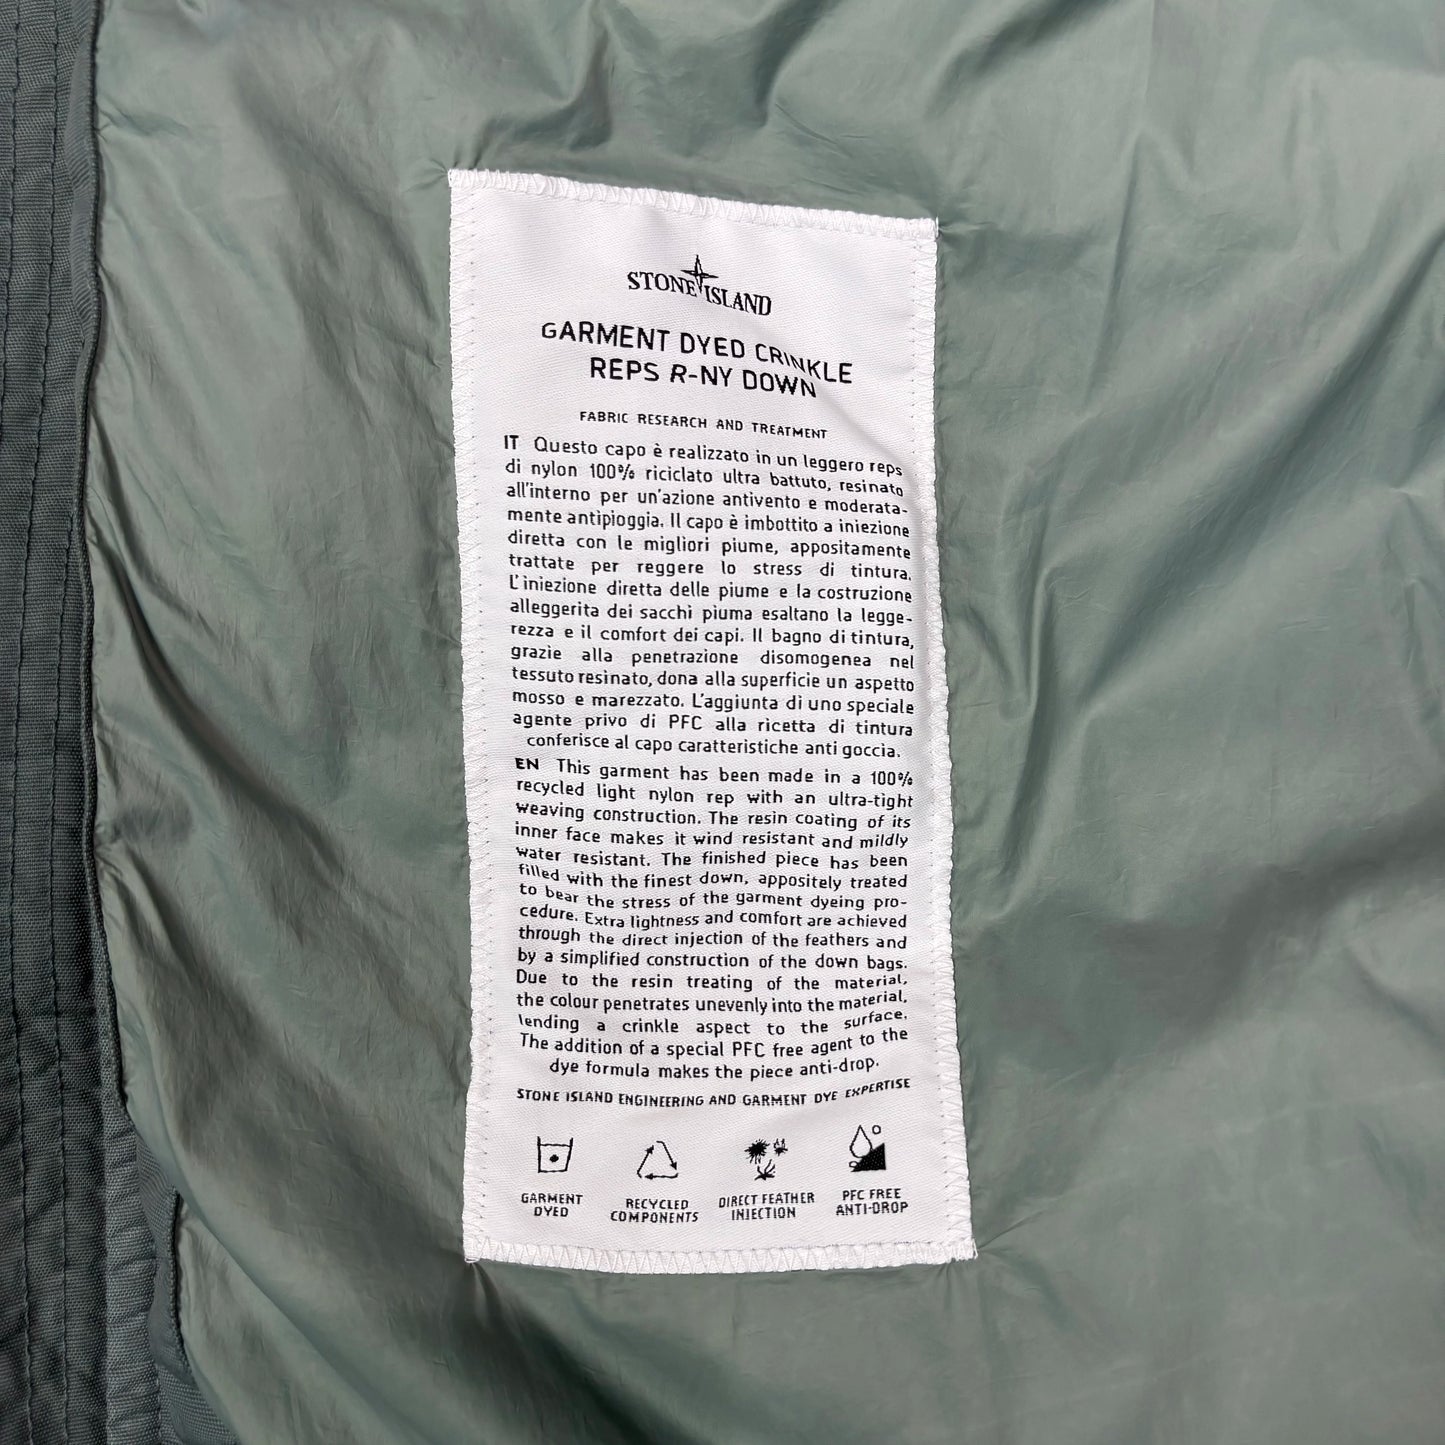 STONE ISLAND
GARMENT DYED CRINKLE
REPS R-NY DOWN
FABRIC RESEARCH AND TREATMENT
IT Questo capo è realizzato in un leggero reps
di nylon 100% riciclato ultra battuto, resinato
all'interno per un'azione antivento e moderata-
mente antipioggia. Il capo è imbottito a iniezione
diretta con le migliori piume, appositamente
trattate per reggere lo stress di tintura.
L'iniezione diretta delle piume e la costruzione
alleggerita dei sacchi piuma esaltano la legge-
rezza e il comfort dei capi. Il bagno di tintura,
grazie alla penetrazione disomogenea nel
tessuto resinato, dona alla superficie un aspetto
mosso e marezzato. L'aggiunta di uno speciale
agente privo di PFC alla ricetta di tintura
conferisce al capo caratteristiche anti goccia.
EN This garment has been made in a 100%
recycled light nylon rep with an ultra-tight
weaving construction. The resin coating of its
inner face makes it wind resistant and mildly
water resistant. The finished piece has been
filled with the finest down, appositely treated
to bear the stress of the garment dyeing pro-
cedure. Extra lightness and comfort are achieved
through the direct injection of the feathers and
by a simplified construction of the down bags.
Due to the resin treating of the material,
the colour penetrates unevenly into the material,
lending a crinkle aspect to the surface.
The addition of a special PFC free agent to the
dye formula makes the piece anti-drop.
STONE ISLAND ENGINEERING AND GARMENT DYE EXPERTISE
GARMENT
DYED
RECYCLED
COMPONENTS
DIRECT FEATHER
INJECTION
PFC FREE
ANTI-DROP